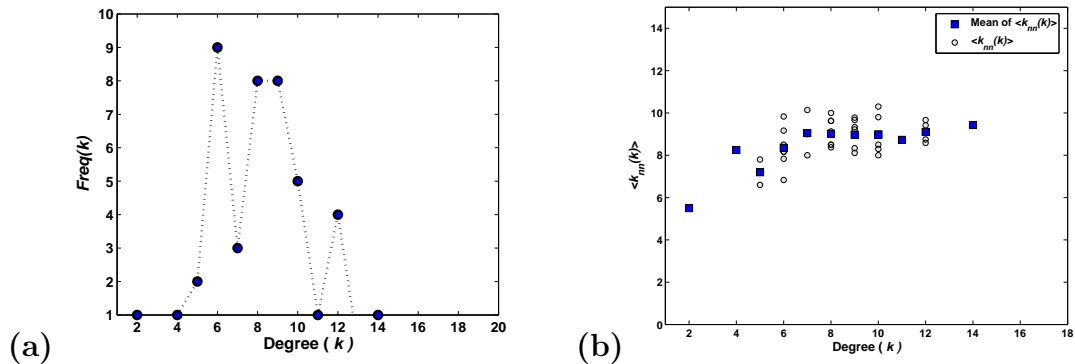 10
9
8
7
6
5
4
3
2
1
Freq(k)
2 4 6 8 10 12 14 16 18 20
Degree ( k )
(a)
14
12
10
8
6
4
2
0
<k_nn(k)>
0 2 4 6 8 10 12 14 16 18
Degree (k)
Mean of <k_nn(k)>
<k_nn(k)>
(b)